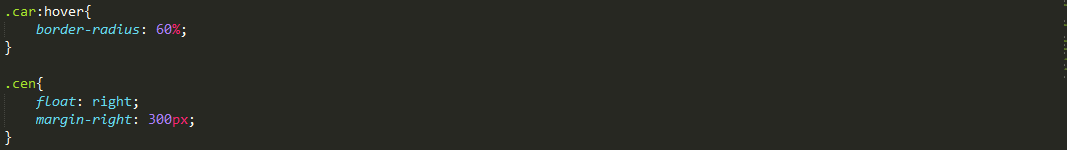 .car:hover{
    border-radius: 60%;
}

.cen{
    float: right;
    margin-right: 300px;
}